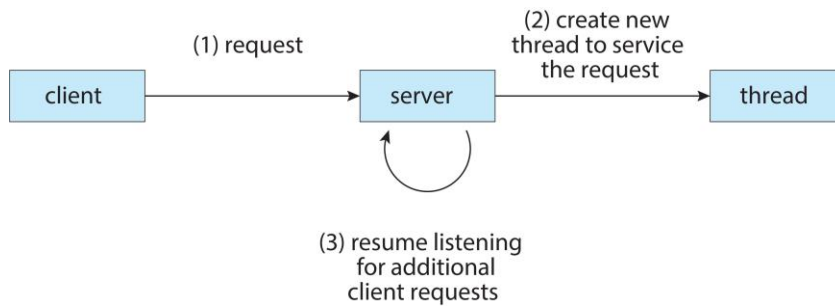 (1) request
(2) create new
thread to service
the request
client
server
thread
(3) resume listening
for additional
client requests